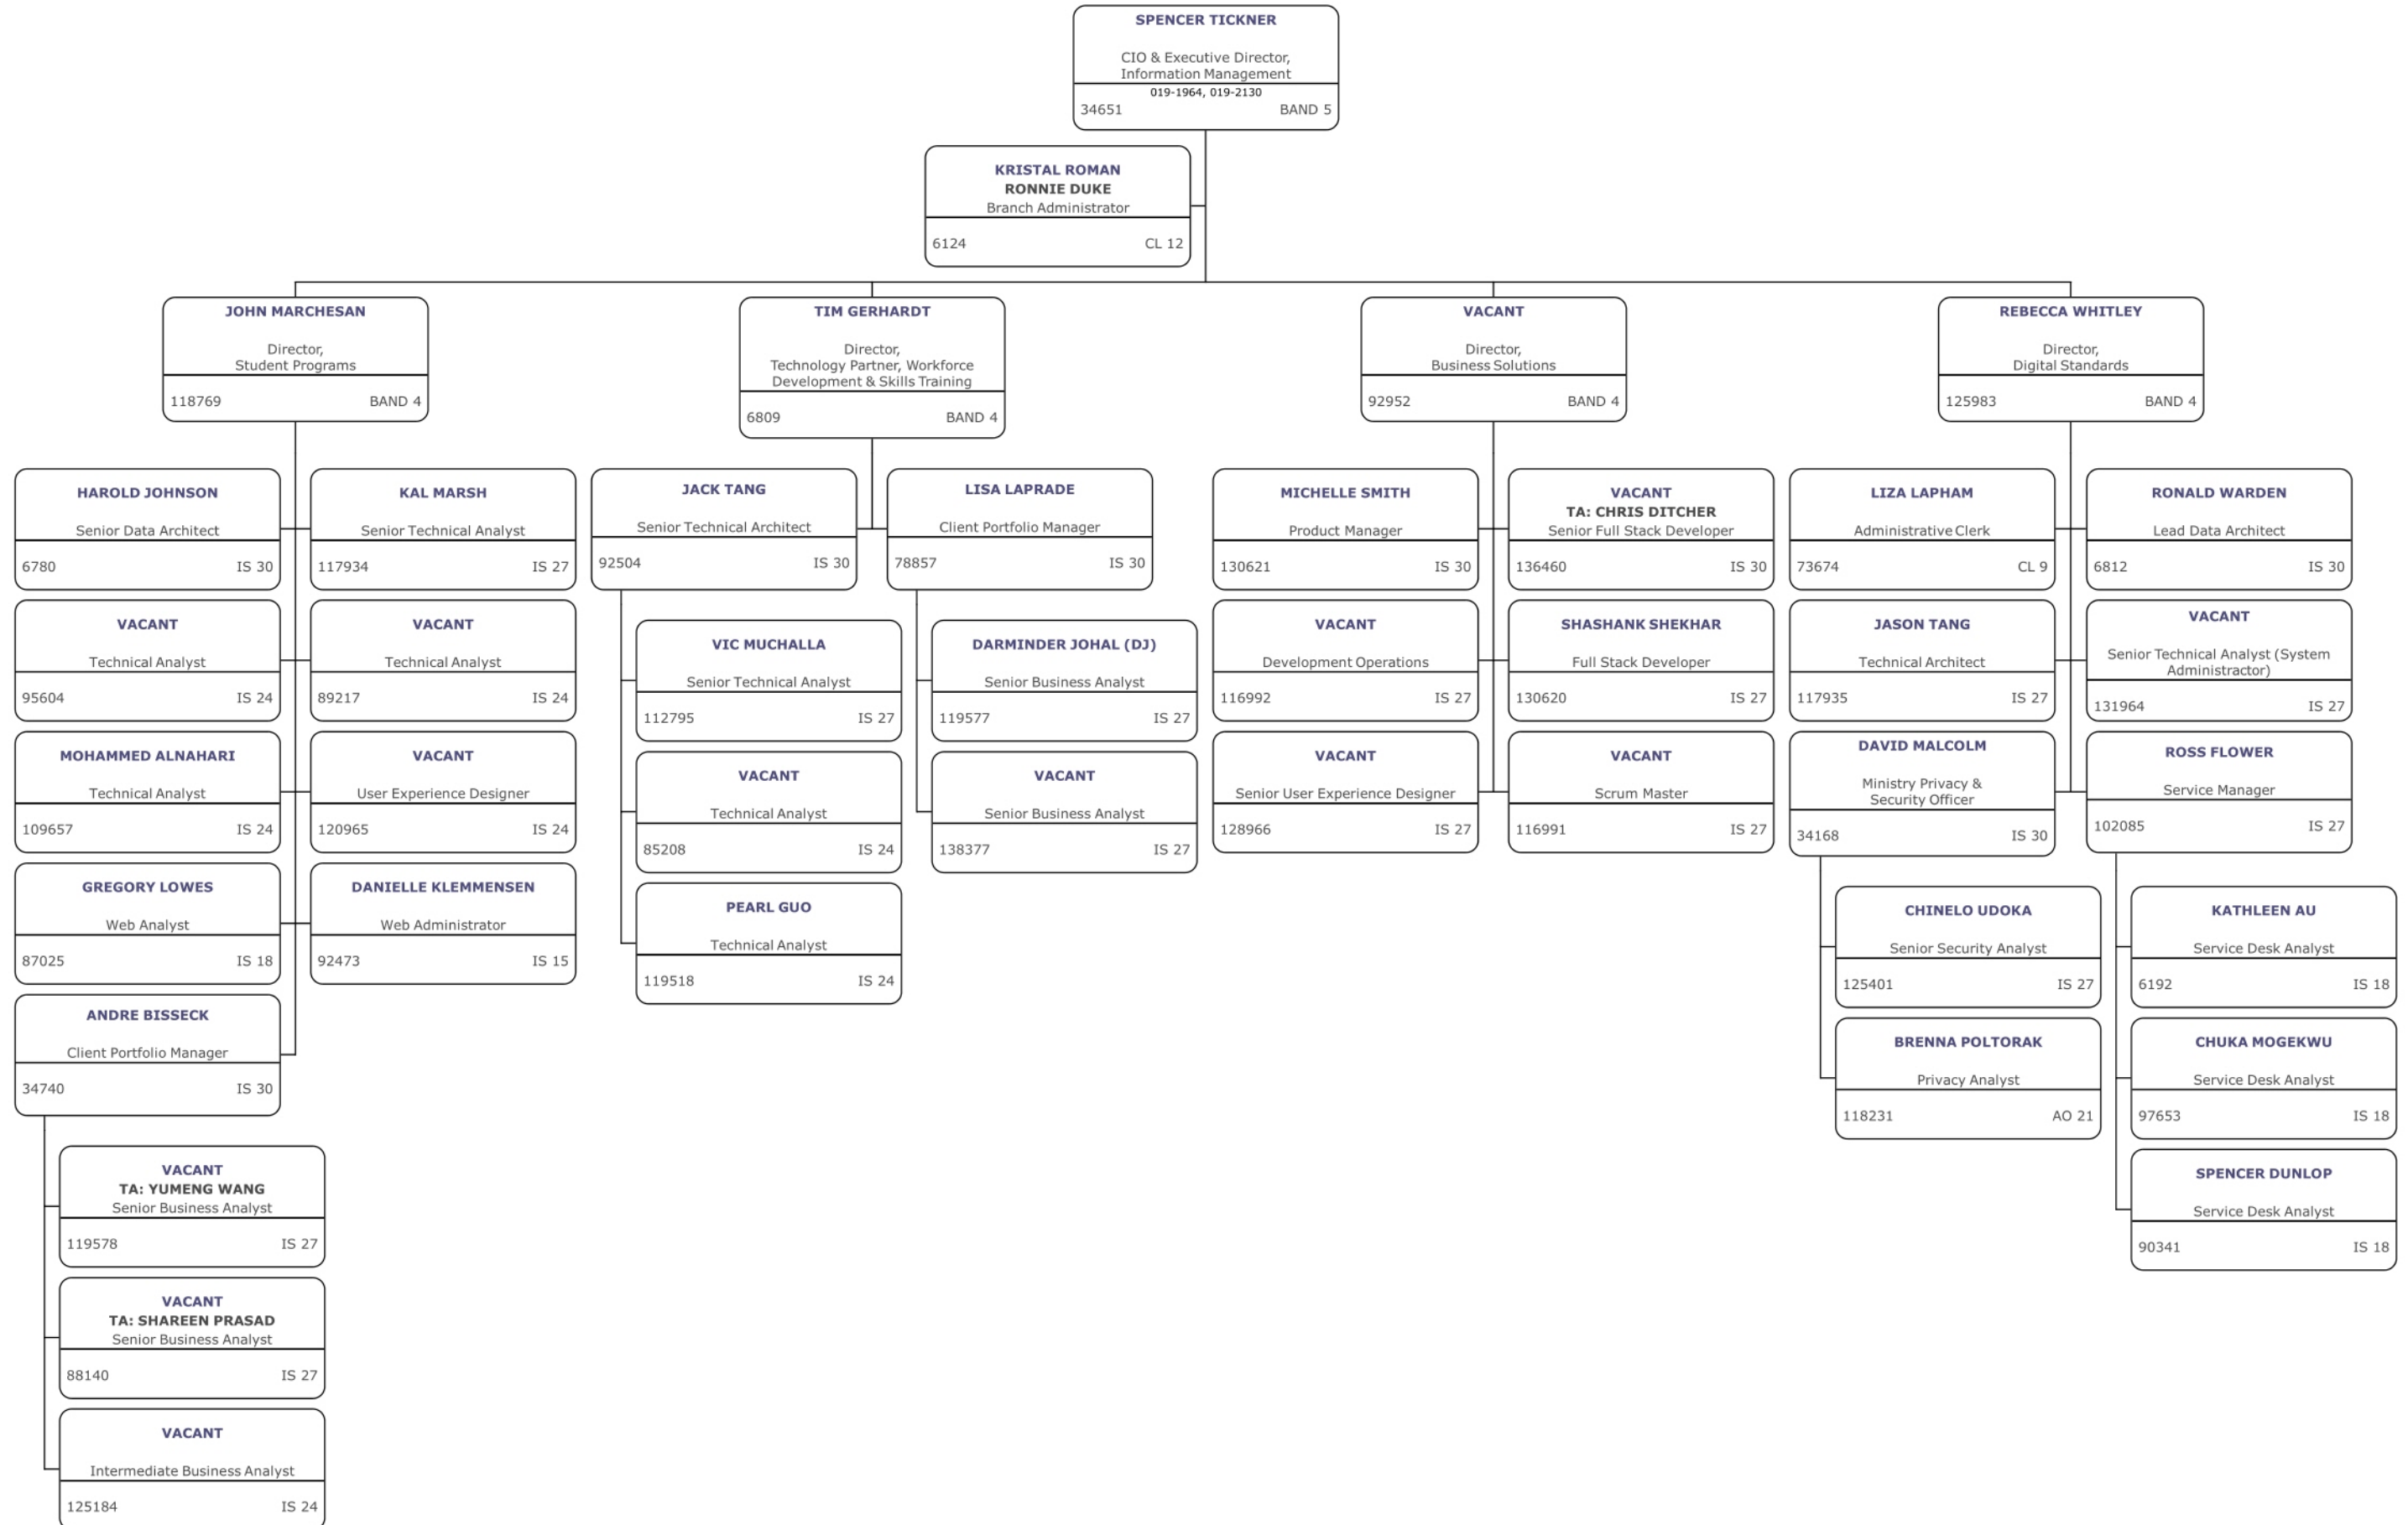 SPENCER TICKNER
CIO & Executive Director,
Information Management
019-1964, 019-2130
34651 BAND 5
KRISTAL ROMAN
RONNIE DUKE
Branch Administrator
6124 CL 12
JOHN MARCHESAN
Director,
Student Programs
118769 BAND 4
TIM GERHARDT
Director,
Technology Partner, Workforce
Development & Skills Training
6809 BAND 4
VACANT
Director,
Business Solutions
92952 BAND 4
REBECCA WHITLEY
Director,
Digital Standards
125983 BAND 4
HAROLD JOHNSON
Senior Data Architect
6780 IS 30
KAL MARSH
Senior Technical Analyst
117934 IS 27
VACANT
Technical Analyst
95604 IS 24
VACANT
Technical Analyst
89217 IS 24
MOHAMMED ALNAHARI
Technical Analyst
109657 IS 24
VACANT
User Experience Designer
120965 IS 24
GREGORY LOWES
Web Analyst
87025 IS 18
DANIELLE KLEMMENSEN
Web Administrator
92473 IS 15
ANDRE BISSECK
Client Portfolio Manager
34740 IS 30
VACANT
TA: YUMENG WANG
Senior Business Analyst
119578 IS 27
VACANT
TA: SHAREEN PRASAD
Senior Business Analyst
88140 IS 27
VACANT
Intermediate Business Analyst
125184 IS 24
JACK TANG
Senior Technical Architect
92504 IS 30
VIC MUCHALLA
Senior Technical Analyst
112795 IS 27
VACANT
Technical Analyst
85208 IS 24
PEARL GUO
Technical Analyst
119518 IS 24
LISA LAPRADE
Client Portfolio Manager
78857 IS 30
DARMINDER JOHAL (DJ)
Senior Business Analyst
119577 IS 27
VACANT
Senior Business Analyst
138377 IS 27
MICHELLE SMITH
Product Manager
130621 IS 30
VACANT
TA: CHRIS DITCHER
Senior Full Stack Developer
136460 IS 30
VACANT
Development Operations
116992 IS 27
SHASHANK SHEKHAR
Full Stack Developer
130620 IS 27
VACANT
Senior User Experience Designer
128966 IS 27
VACANT
Scrum Master
116991 IS 27
LIZA LAPHAM
Administrative Clerk
73674 CL 9
RONALD WARDEN
Lead Data Architect
6812 IS 30
JASON TANG
Technical Architect
117935 IS 27
VACANT
Senior Technical Analyst (System
Administractor)
131964 IS 27
DAVID MALCOLM
Ministry Privacy &
Security Officer
34168 IS 30
ROSS FLOWER
Service Manager
102085 IS 27
CHINELO UDOKA
Senior Security Analyst
125401 IS 27
BRENNA POLTORAK
Privacy Analyst
118231 AO 21
KATHLEEN AU
Service Desk Analyst
6192 IS 18
CHUKA MOGEKWU
Service Desk Analyst
97653 IS 18
SPENCER DUNLOP
Service Desk Analyst
90341 IS 18